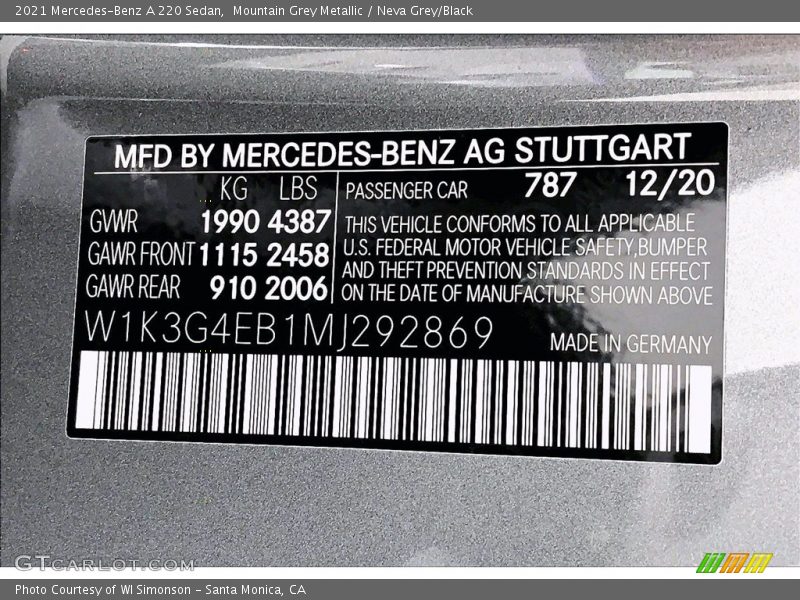 2021 Mercedes-Benz A 220 Sedan, Mountain Grey Metallic / Neva Grey/Black
MFD BY MERCEDES-BENZ AG STUTTGART
KG LBS
GVWR 1990 4387
GAWR FRONT 1115 2458
GAWR REAR 910 2006
PASSENGER CAR 787 12/20
THIS VEHICLE CONFORMS TO ALL APPLICABLE
U.S. FEDERAL MOTOR VEHICLE SAFETY,BUMPER
AND THEFT PREVENTION STANDARDS IN EFFECT
ON THE DATE OF MANUFACTURE SHOWN ABOVE
W1K3G4EB1MJ292869
MADE IN GERMANY
GTCARLOT.COM
Photo Courtesy of WI Simonson - Santa Monica, CA